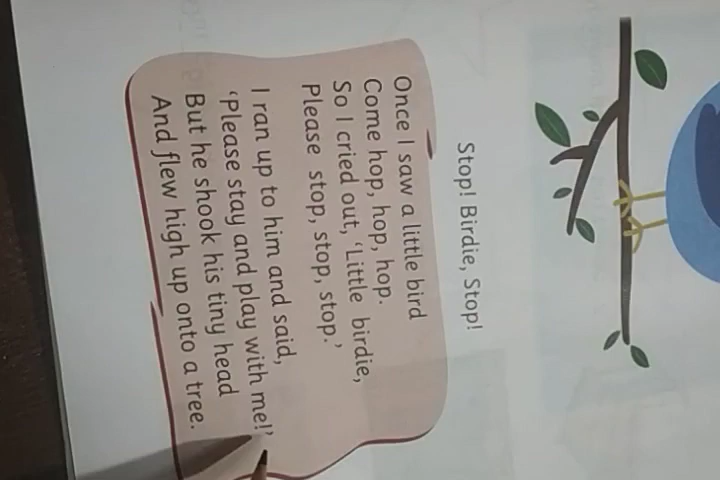 Stop! Birdie, Stop!
Once I saw a little bird
Come hop, hop, hop.
So I cried out, ‘Little birdie,
Please stop, stop, stop.’
I ran up to him and said,
‘please stay and play with me!’
But he shook his tiny head
And flew high up onto a tree.